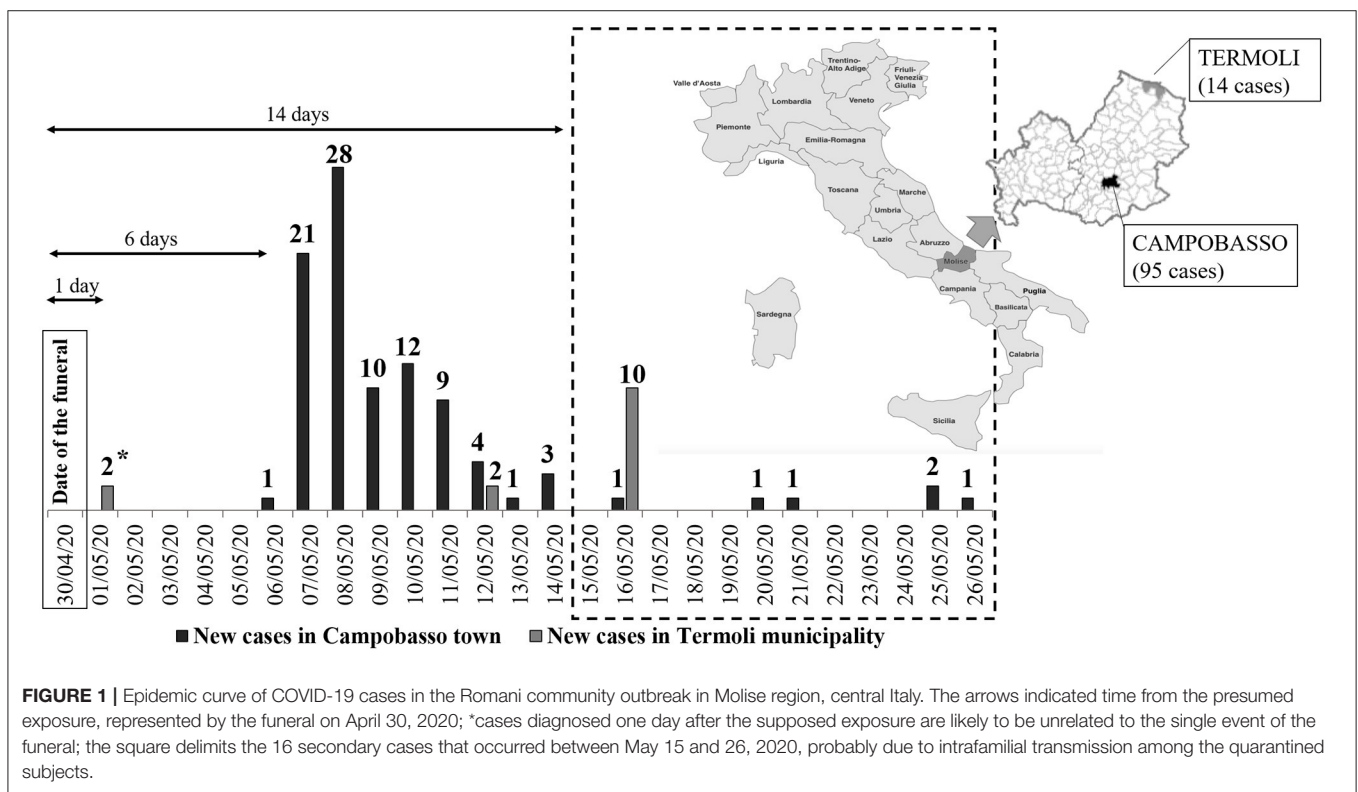 14 days
6 days
1 day
Date of the funeral
2 *
1
21
28
10
12
9
4
2
1
3
1
10
1
1
2
1
30/04/20
01/05/20
02/05/20
03/05/20
04/05/20
05/05/20
06/05/20
07/05/20
08/05/20
09/05/20
10/05/20
11/05/20
12/05/20
13/05/20
14/05/20
15/05/20
16/05/20
17/05/20
18/05/20
19/05/20
20/05/20
21/05/20
22/05/20
23/05/20
24/05/20
25/05/20
26/05/20
New cases in Campobasso town
New cases in Termoli municipality
Valle d'Aosta
Trentino-
Alto Adige
Friuli-
Venezia
Giulia
Lombardia
Veneto
Piemonte
Emilia-Romagna
Liguria
Toscana
Marche
Umbria
Lazio
Abruzzo
Molise
Campania
Puglia
Basilicata
Sardegna
Calabria
Sicilia
TERMOLI
(14 cases)
CAMPOBASSO
(95 cases)
FIGURE 1 | Epidemic curve of COVID-19 cases in the Romani community outbreak in Molise region, central Italy. The arrows indicated time from the presumed
exposure, represented by the funeral on April 30, 2020; *cases diagnosed one day after the supposed exposure are likely to be unrelated to the single event of the
funeral; the square delimits the 16 secondary cases that occurred between May 15 and 26, 2020, probably due to intrafamilial transmission among the quarantined
subjects.